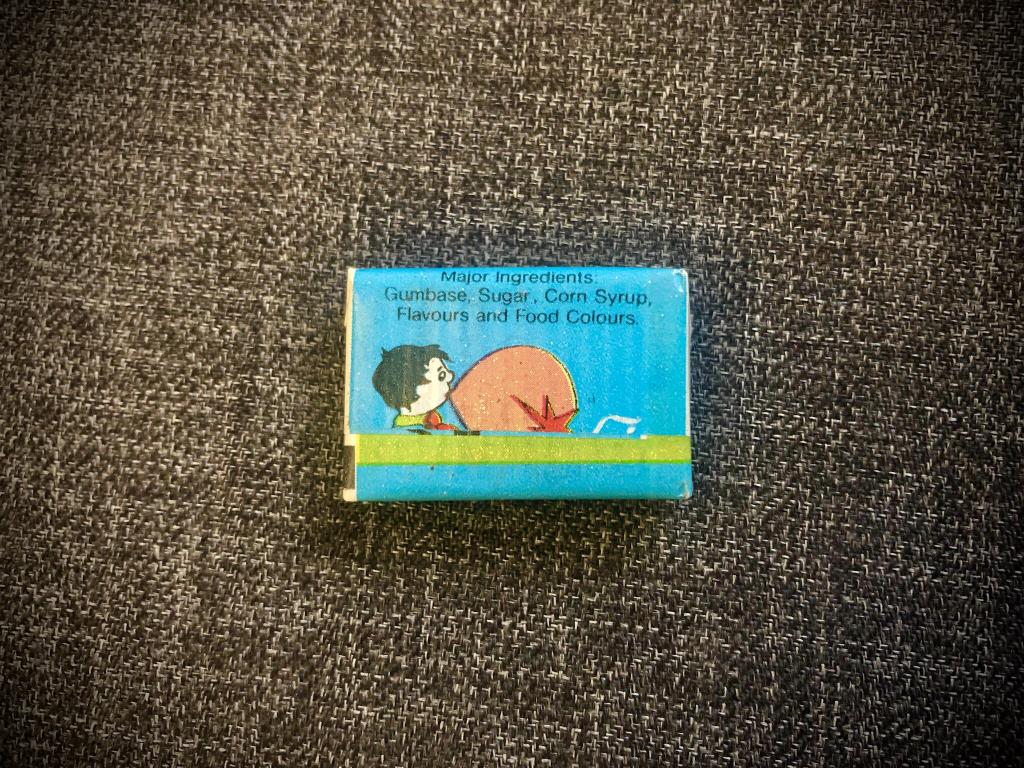 Major Ingredients:
Gumbase, Sugar, Corn Syrup,
Flavours and Food Colours.